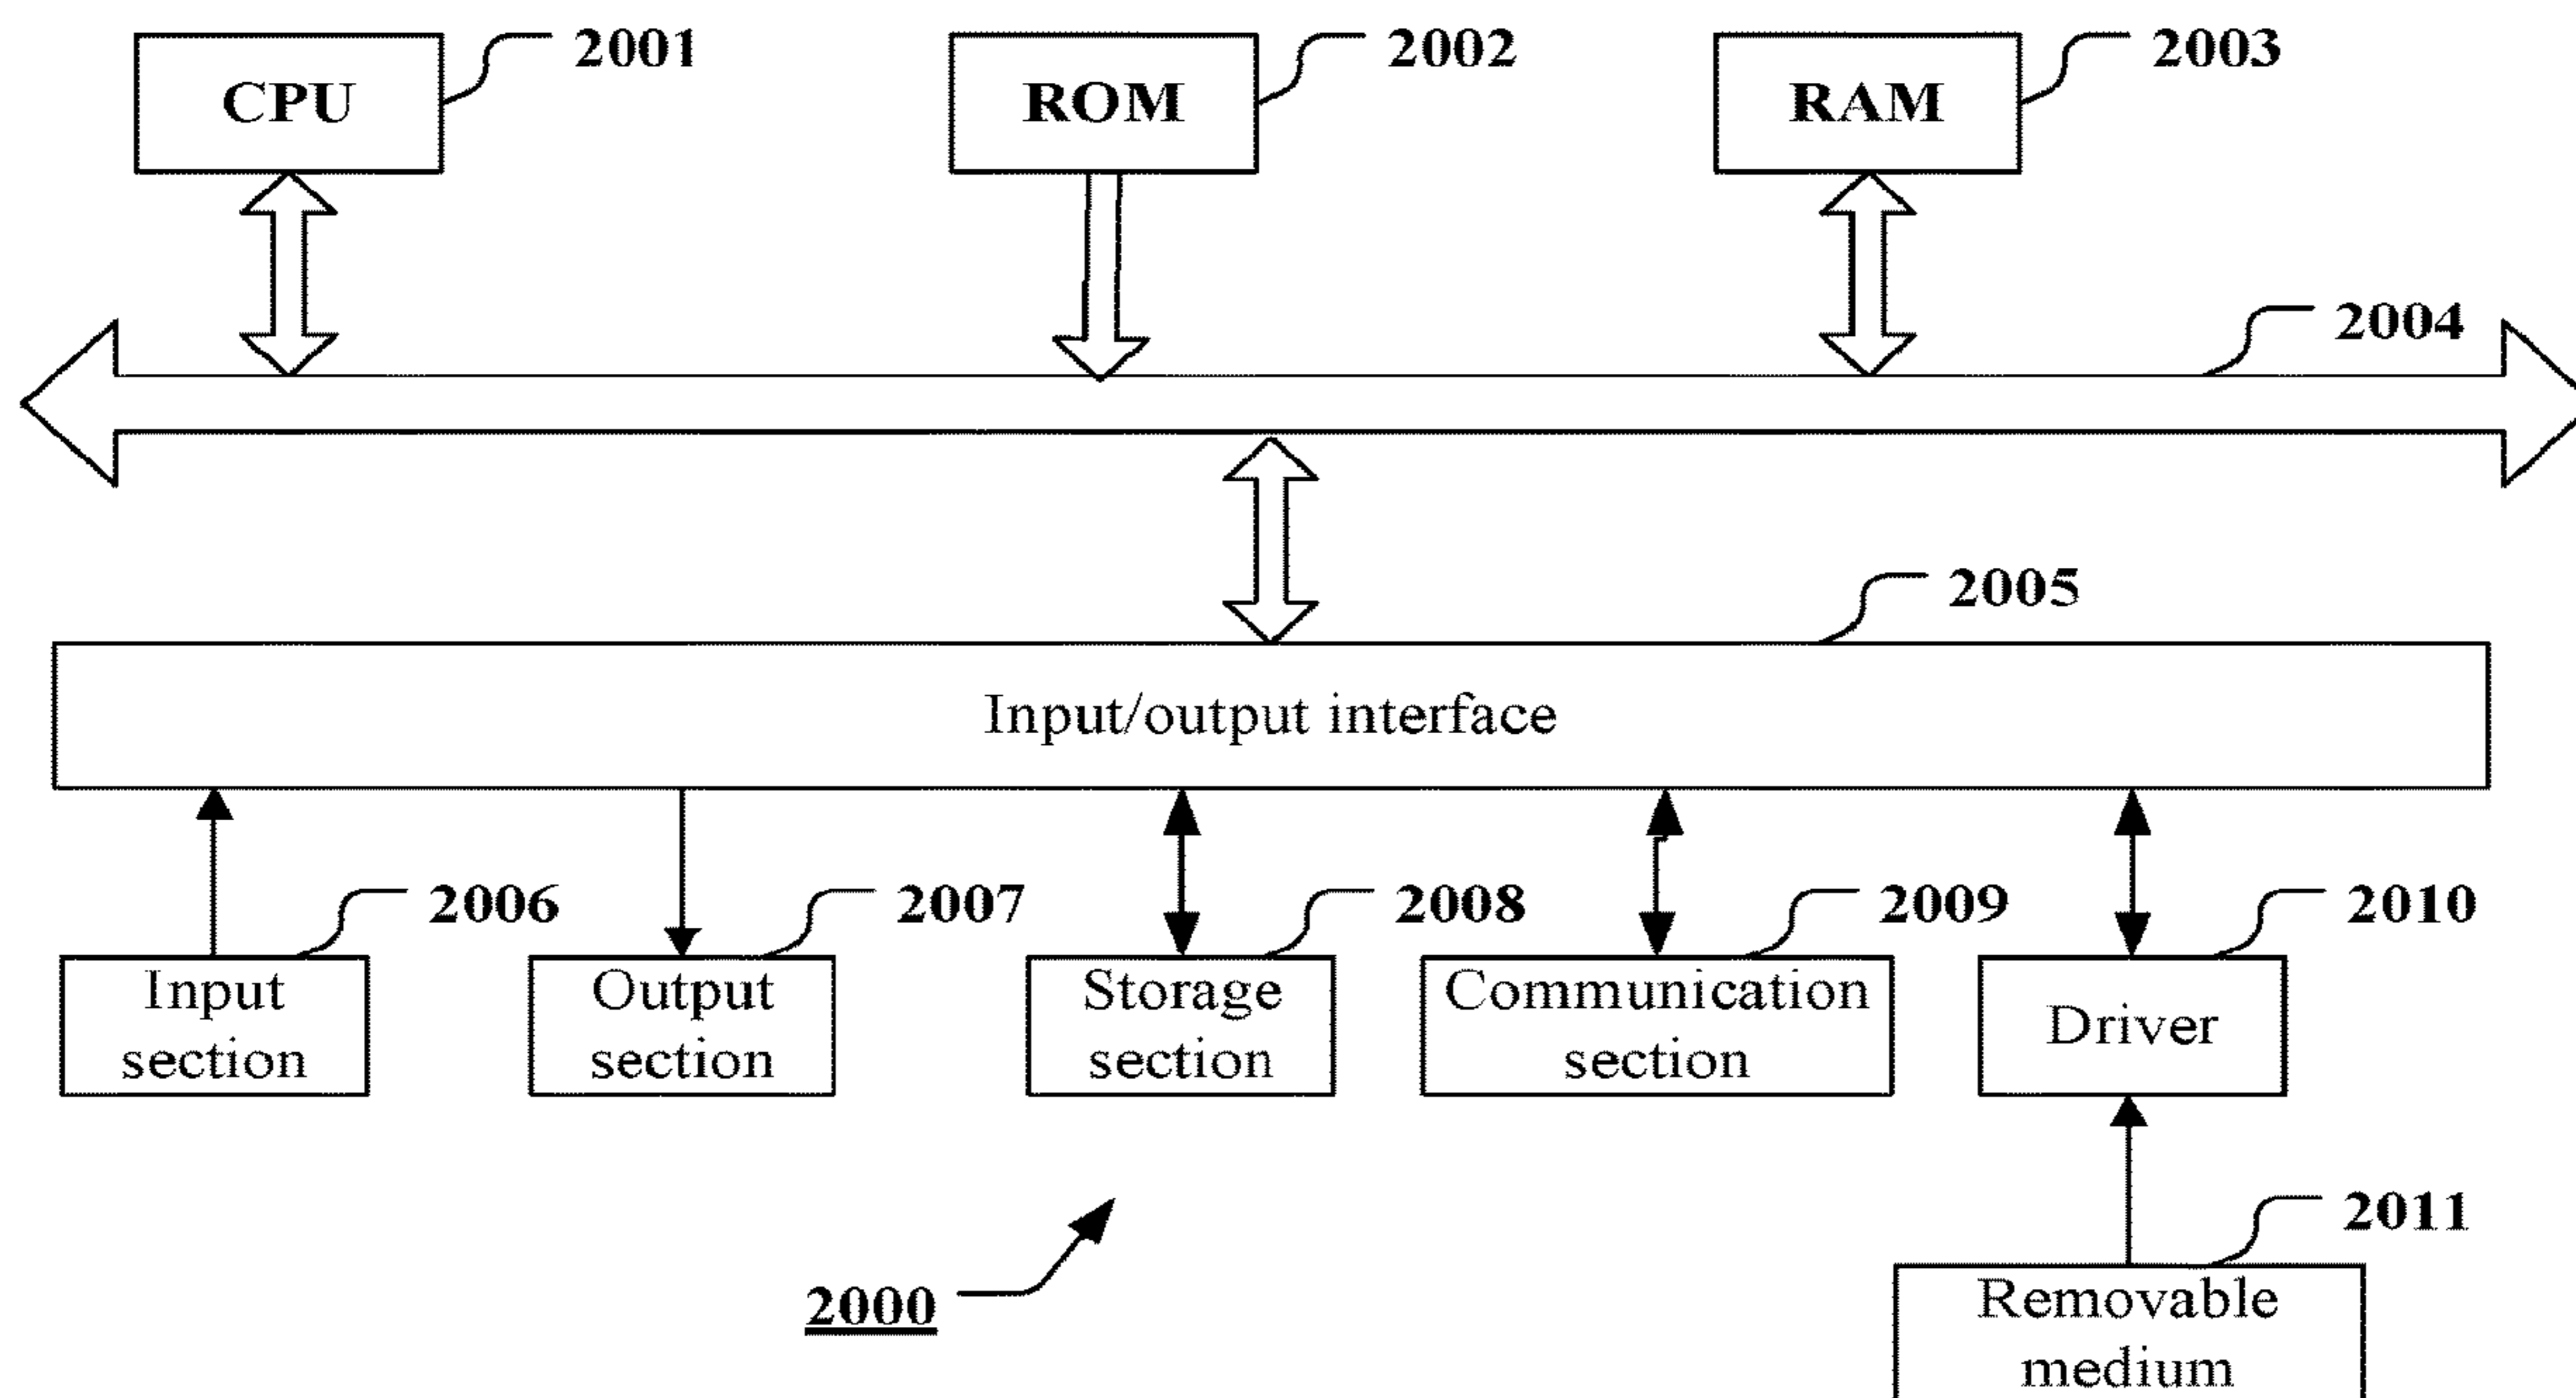 CPU
2001
ROM
2002
RAM
2003
2004
2005
Input/output interface
2006
2007
2008
2009
2010
Input
section
Output
section
Storage
section
Communication
section
Driver
2011
2000
Removable
medium